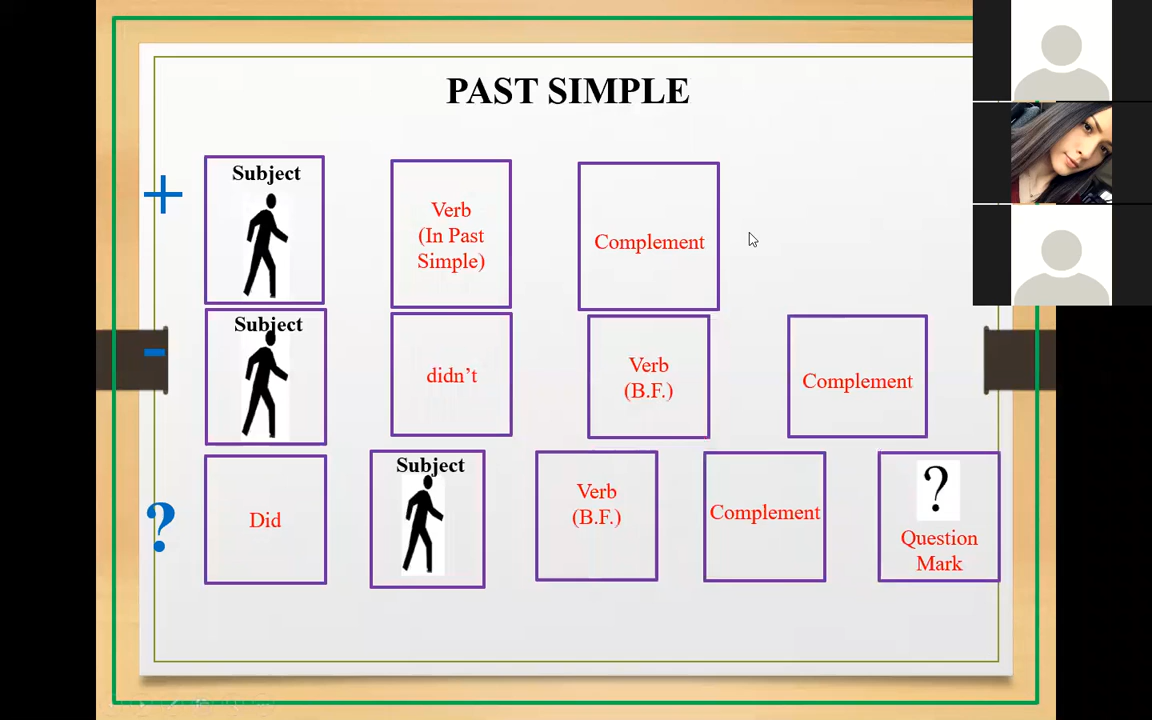 PAST SIMPLE
+
Subject
Verb
(In Past
Simple)
Complement
-
Subject
didn't
Verb
(B.F.)
Complement
?
Did
Subject
Verb
(B.F.)
Complement
?
Question
Mark